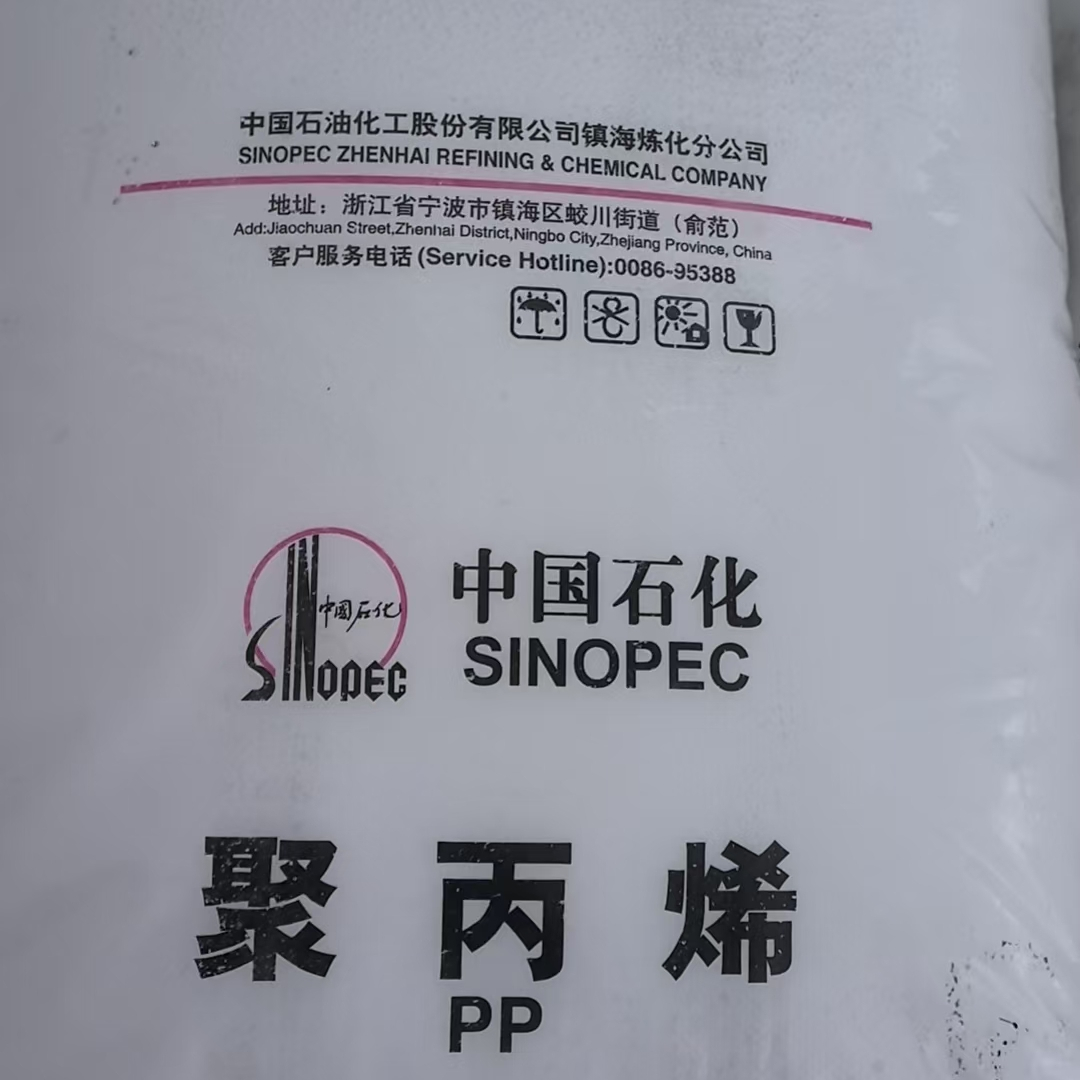 中国石油化工股份有限公司镇海炼化分公司
SINOPEC ZHENHAI REFINING & CHEMICAL COMPANY
地址：浙江省宁波市镇海区蛟川街道（俞范）
Add:Jiaochuan Street,Zhenhai District,Ningbo City,Zhejiang Province, China
客户服务电话(Service Hotline):0086-95388
中国石化
SINOPEC
中国石化
SINOPEC
聚丙烯
PP